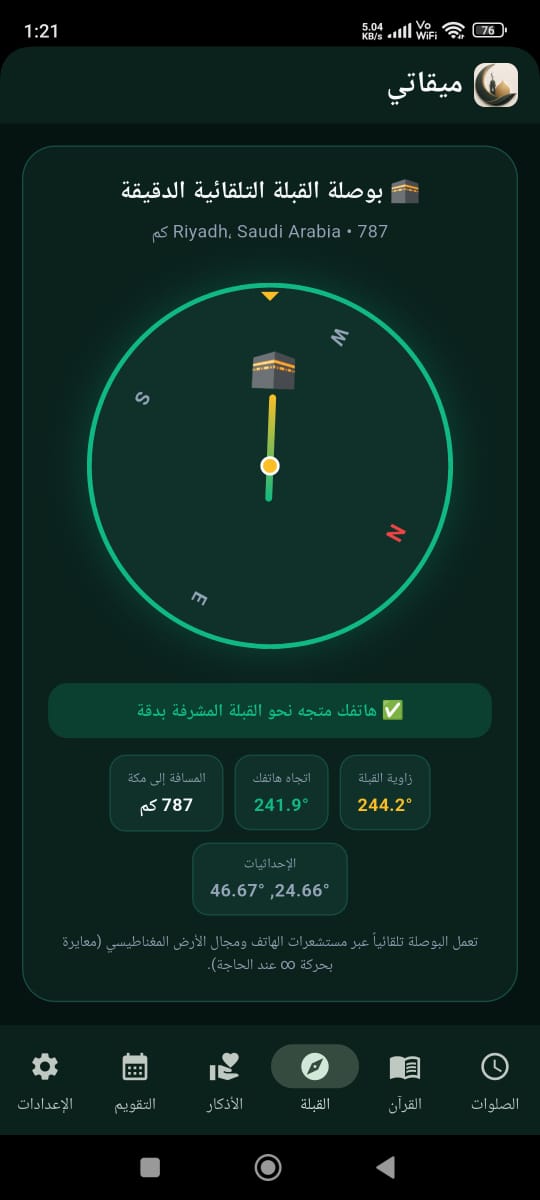 1:21
5.04 KB/s Vo WiFi 76
ميقاتي
🕋 بوصلة القبلة التلقائية الدقيقة
Riyadh, Saudi Arabia • 787 كم
W
S
N
E
✅ هاتفك متجه نحو القبلة المشرفة بدقة
زاوية القبلة
244.2°
اتجاه هاتفك
241.9°
المسافة إلى مكة
787 كم
الإحداثيات
46.67° ,24.66°
تعمل البوصلة تلقائياً عبر مستشعرات الهاتف ومجال الأرض المغناطيسي (معايرة
بحركة ∞ عند الحاجة).
الصلوات
القرآن
القبلة
الأذكار
التقويم
الإعدادات